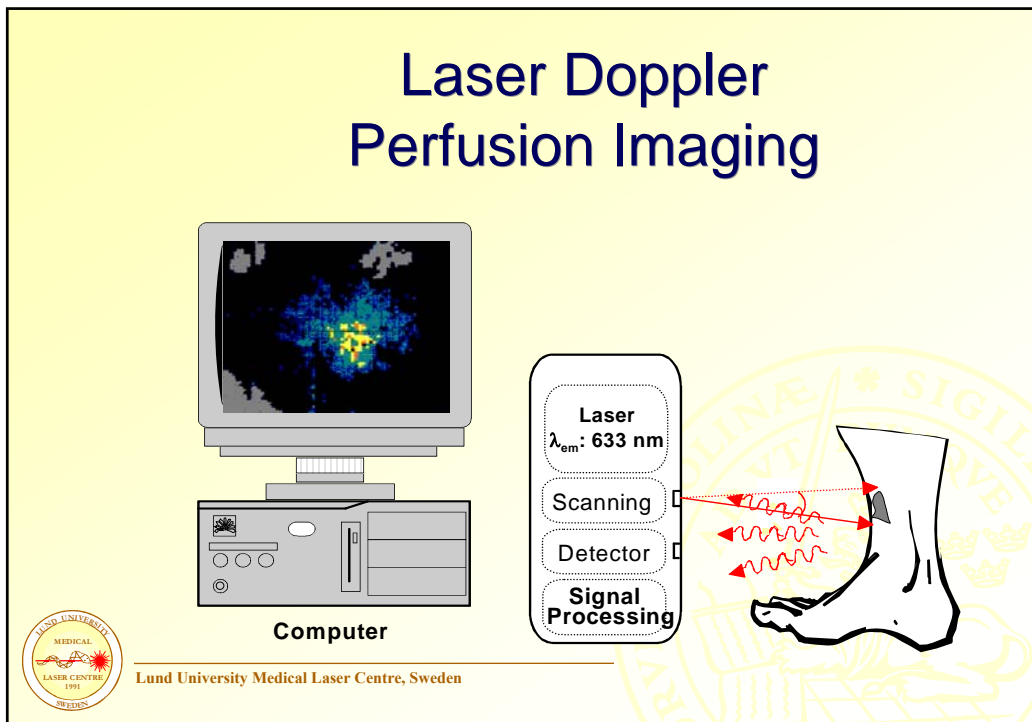 Laser Doppler
Perfusion Imaging
Laser
λem: 633 nm
Scanning
Detector
Signal
Processing
Computer
LUND UNIVERSITY
MEDICAL
LASER CENTRE
1991
SWEDEN
Lund University Medical Laser Centre, Sweden